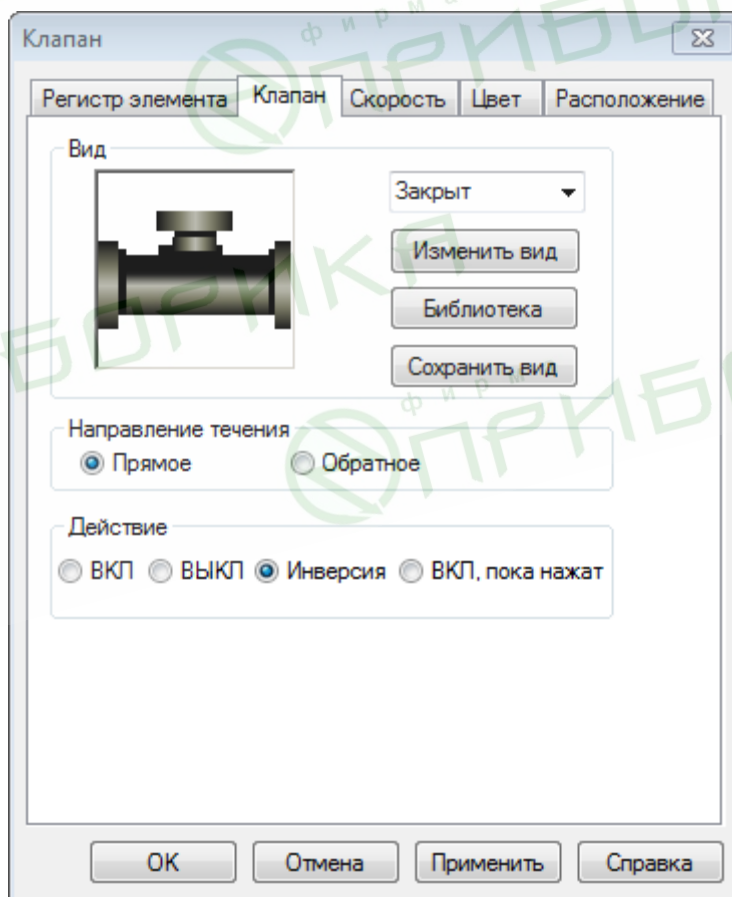 Клапан
Регистр элемента Клапан Скорость Цвет Расположение
Вид
Закрыт
Изменить вид
Библиотека
Сохранить вид
Направление течения
Прямое Обратное
Действие
ВКЛ ВЫКЛ Инверсия ВКЛ, пока нажат
ОК Отмена Применить Справка